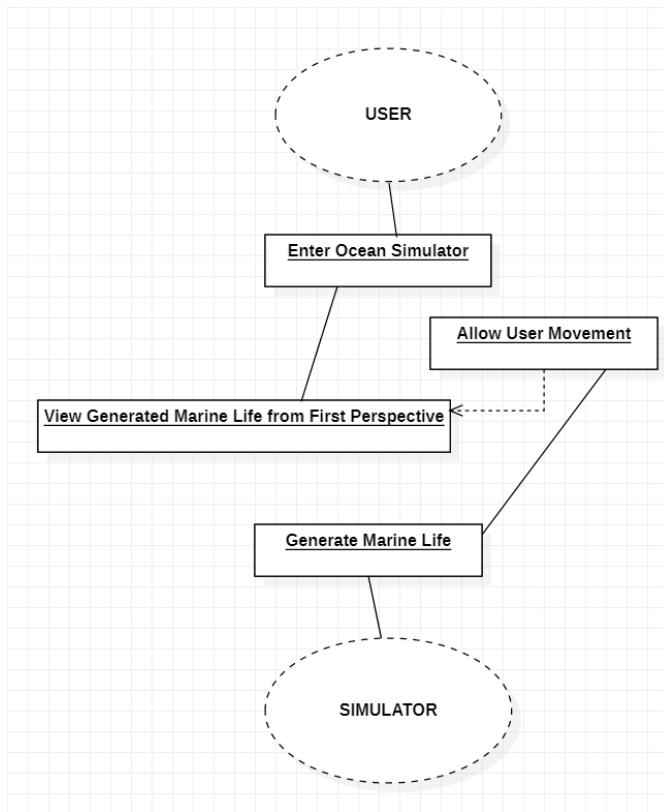 USER
Enter Ocean Simulator
Allow User Movement
View Generated Marine Life from First Perspective
Generate Marine Life
SIMULATOR